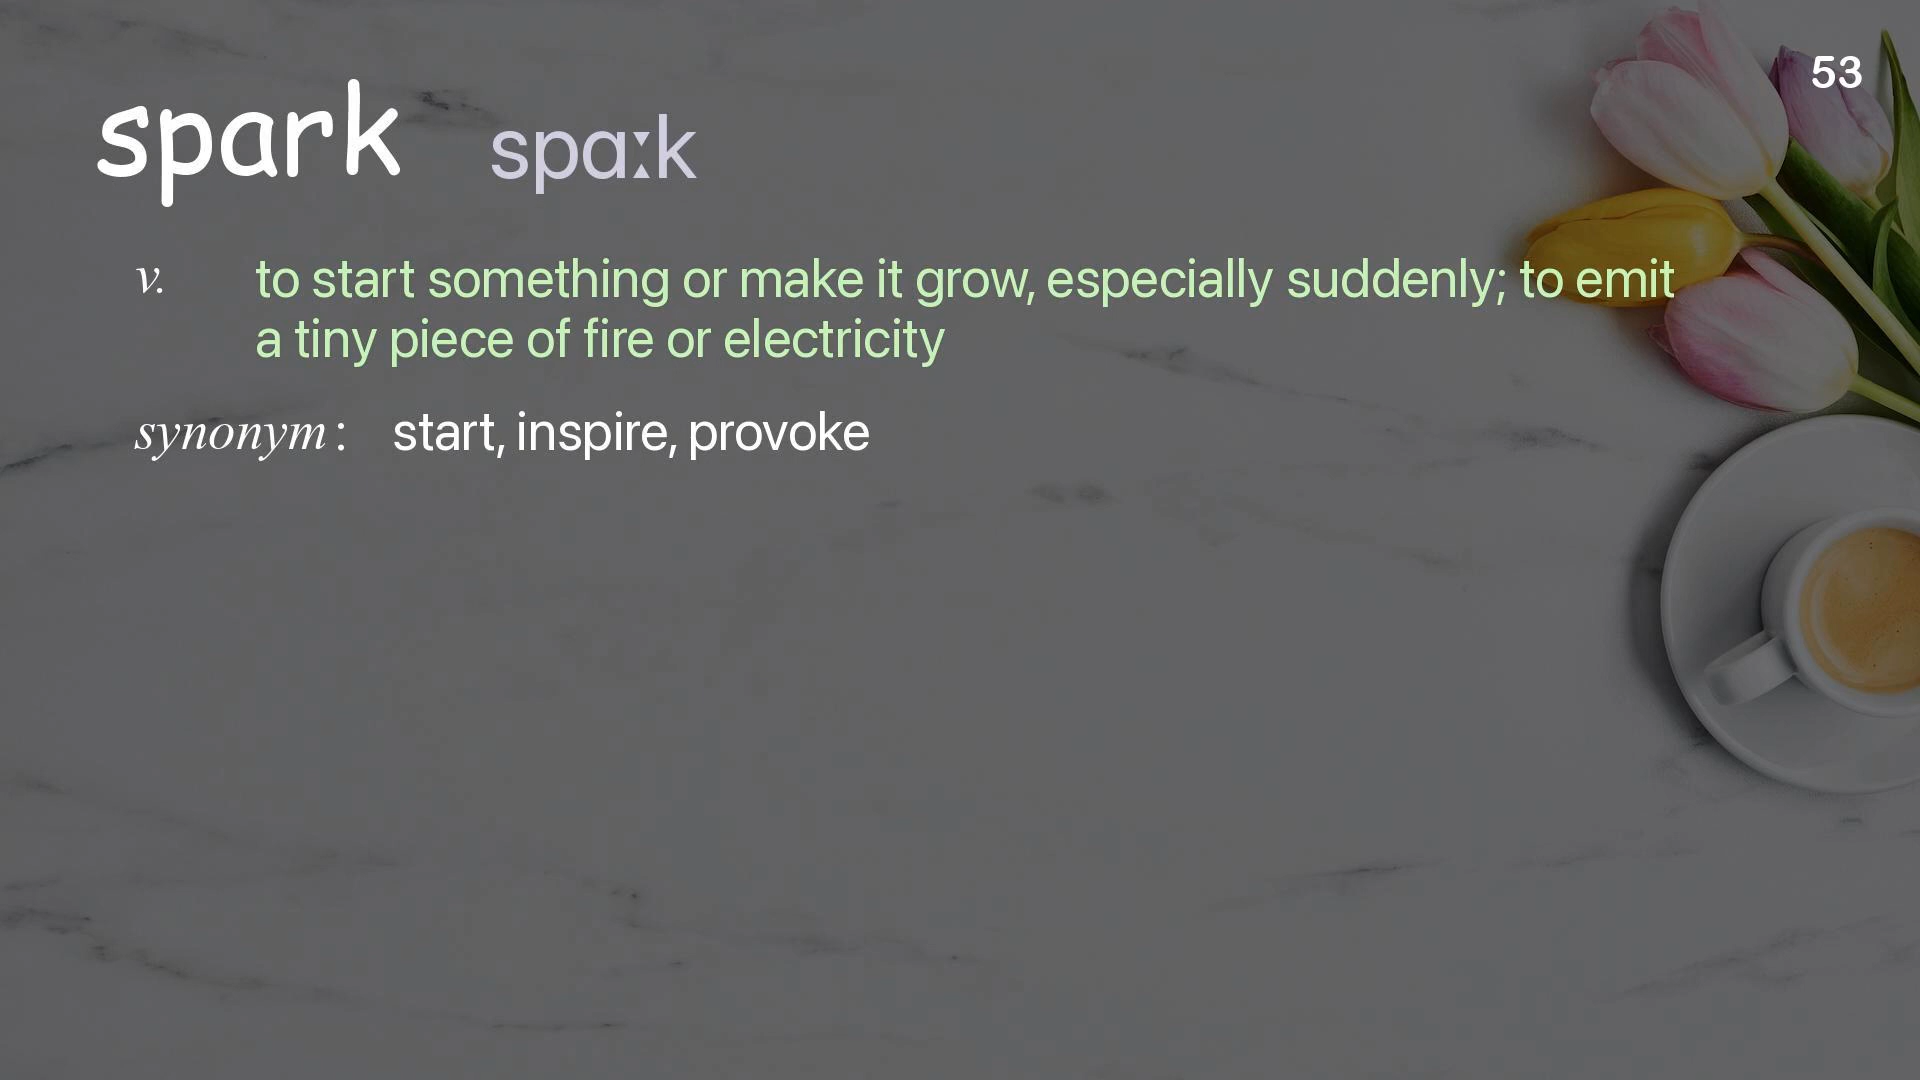 53
spark spɑːk
v. to start something or make it grow, especially suddenly; to emit
a tiny piece of fire or electricity
synonym : start, inspire, provoke